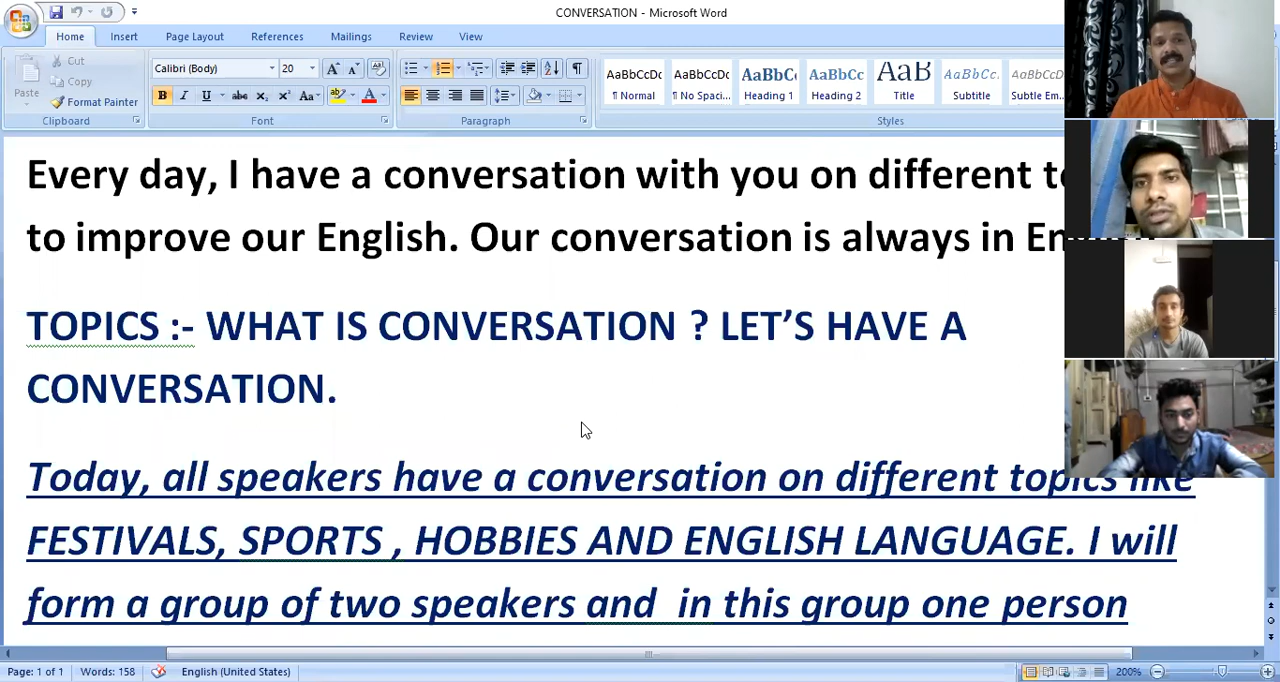 CONVERSATION - Microsoft Word
Home Insert Page Layout References Mailings Review View
Cut
Copy
Paste
Format Painter
Calibri (Body) 20
AaBbCcDc AaBbCcDc AaBbCc AaBbCc AaB AaBbCc AaBbCcDc
¶ Normal ¶ No Spaci... Heading 1 Heading 2 Title Subtitle Subtle Em...
Clipboard Font Paragraph Styles
Every day, I have a conversation with you on different
to improve our English. Our conversation is always in
TOPICS :- WHAT IS CONVERSATION ? LET'S HAVE A
CONVERSATION.
Today, all speakers have a conversation on different topics like
FESTIVALS, SPORTS , HOBBIES AND ENGLISH LANGUAGE. I will
form a group of two speakers and in this group one person
Page: 1 of 1 Words: 158 English (United States) 200%